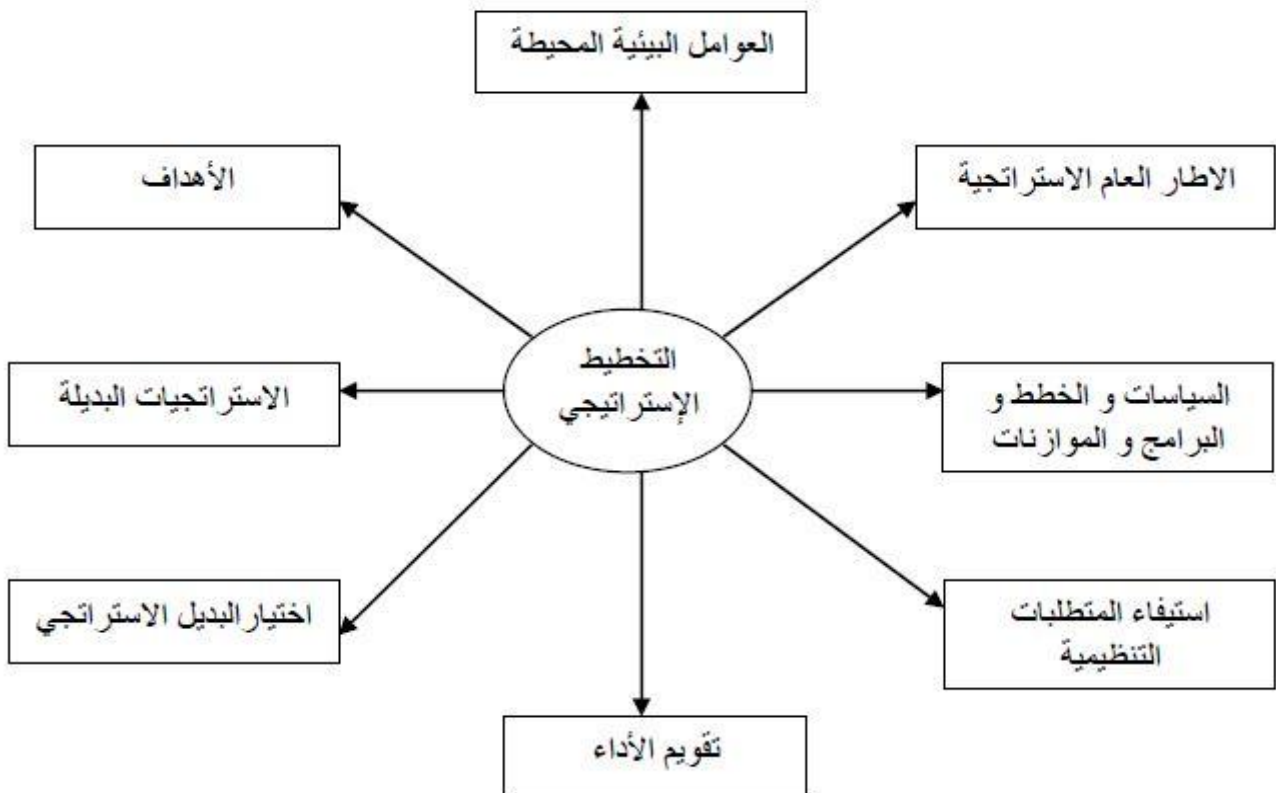 العوامل البيئية المحيطة
الاطار العام الاستراتجية
الأهداف
التخطيط
الإستراتيجي
السياسات و الخطط و
البرامج و الموازنات
الاستراتجيات البديلة
استيفاء المتطلبات
التنظيمية
اختيار البديل الاستراتجي
تقويم الأداء